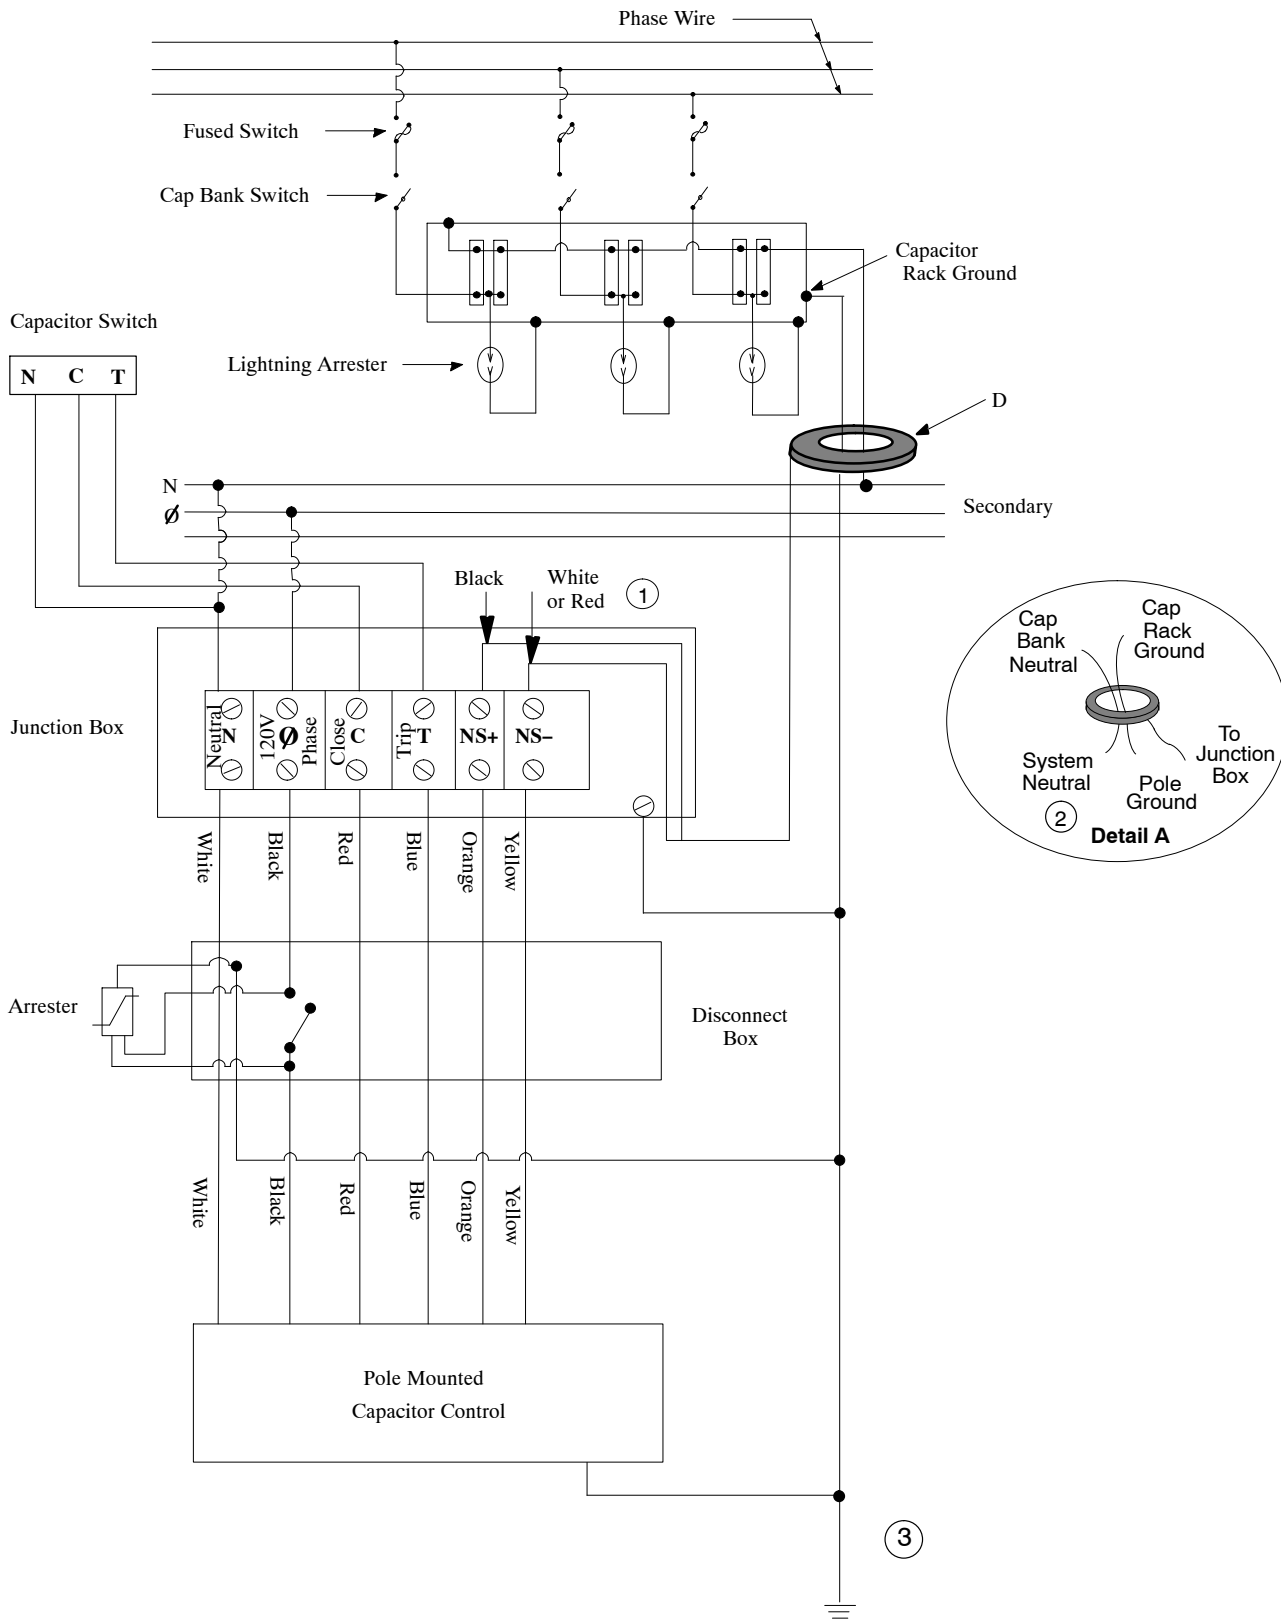 Phase Wire
Fused Switch
Cap Bank Switch
Capacitor
Rack Ground
Capacitor Switch
N C T
Lightning Arrester
D
N
Ø
Secondary
Black
White
or Red
1
Junction Box
Neutral
N
120V
Ø
Phase
Close
C
Trip
T
NS+
NS−
Cap
Bank
Neutral
Cap
Rack
Ground
System
Neutral
2
Pole
Ground
To
Junction
Box
Detail A
White
Black
Red
Blue
Orange
Yellow
Arrester
Disconnect
Box
White
Black
Red
Blue
Orange
Yellow
Pole Mounted
Capacitor Control
3